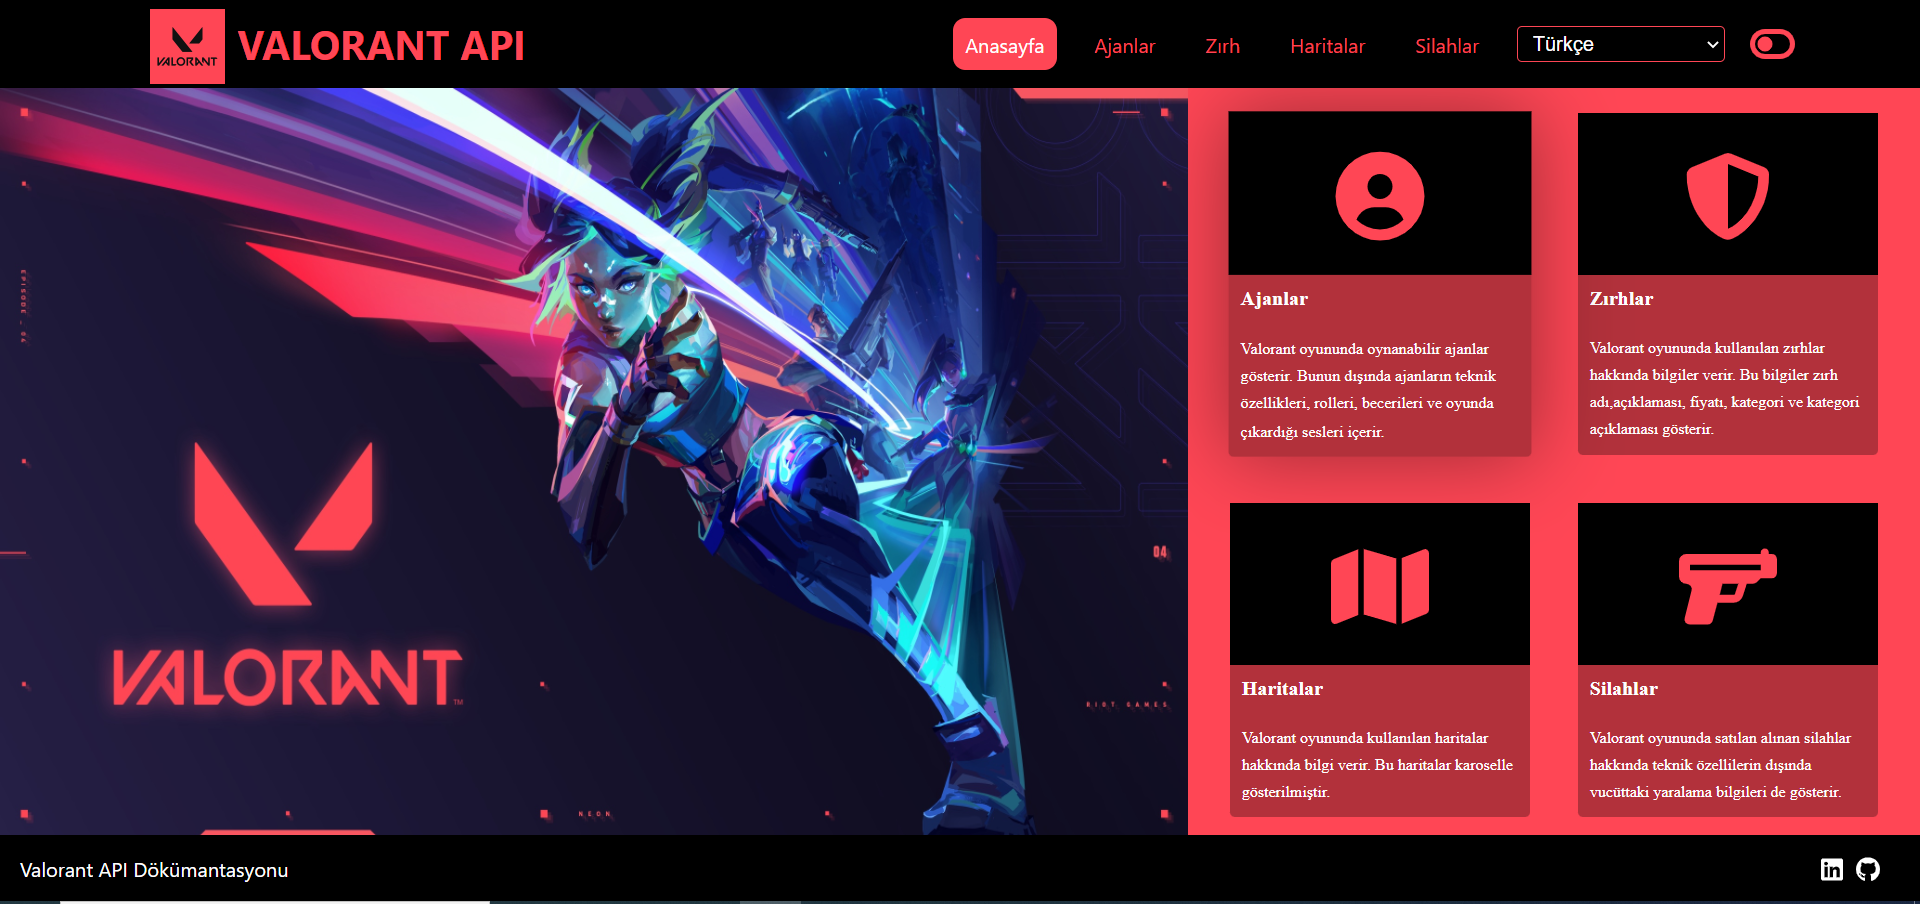 VALORANT
VALORANT API
Anasayfa
Ajanlar
Zırh
Haritalar
Silahlar
Türkçe
EPISODE _ 04
VALORANT
TM
04
RIOT GAMES
NEON
Ajanlar
Valorant oyununda oynanabilir ajanlar
gösterir. Bunun dışında ajanların teknik
özellikleri, rolleri, becerileri ve oyunda
çıkardığı sesleri içerir.
Zırhlar
Valorant oyununda kullanılan zırhlar
hakkında bilgiler verir. Bu bilgiler zırh
adı,açıklaması, fiyatı, kategori ve kategori
açıklaması gösterir.
Haritalar
Valorant oyununda kullanılan haritalar
hakkında bilgi verir. Bu haritalar karoselle
gösterilmiştir.
Silahlar
Valorant oyununda satılan alınan silahlar
hakkında teknik özellilerin dışında
vucüttaki yaralama bilgileri de gösterir.
Valorant API Dökümantasyonu
in